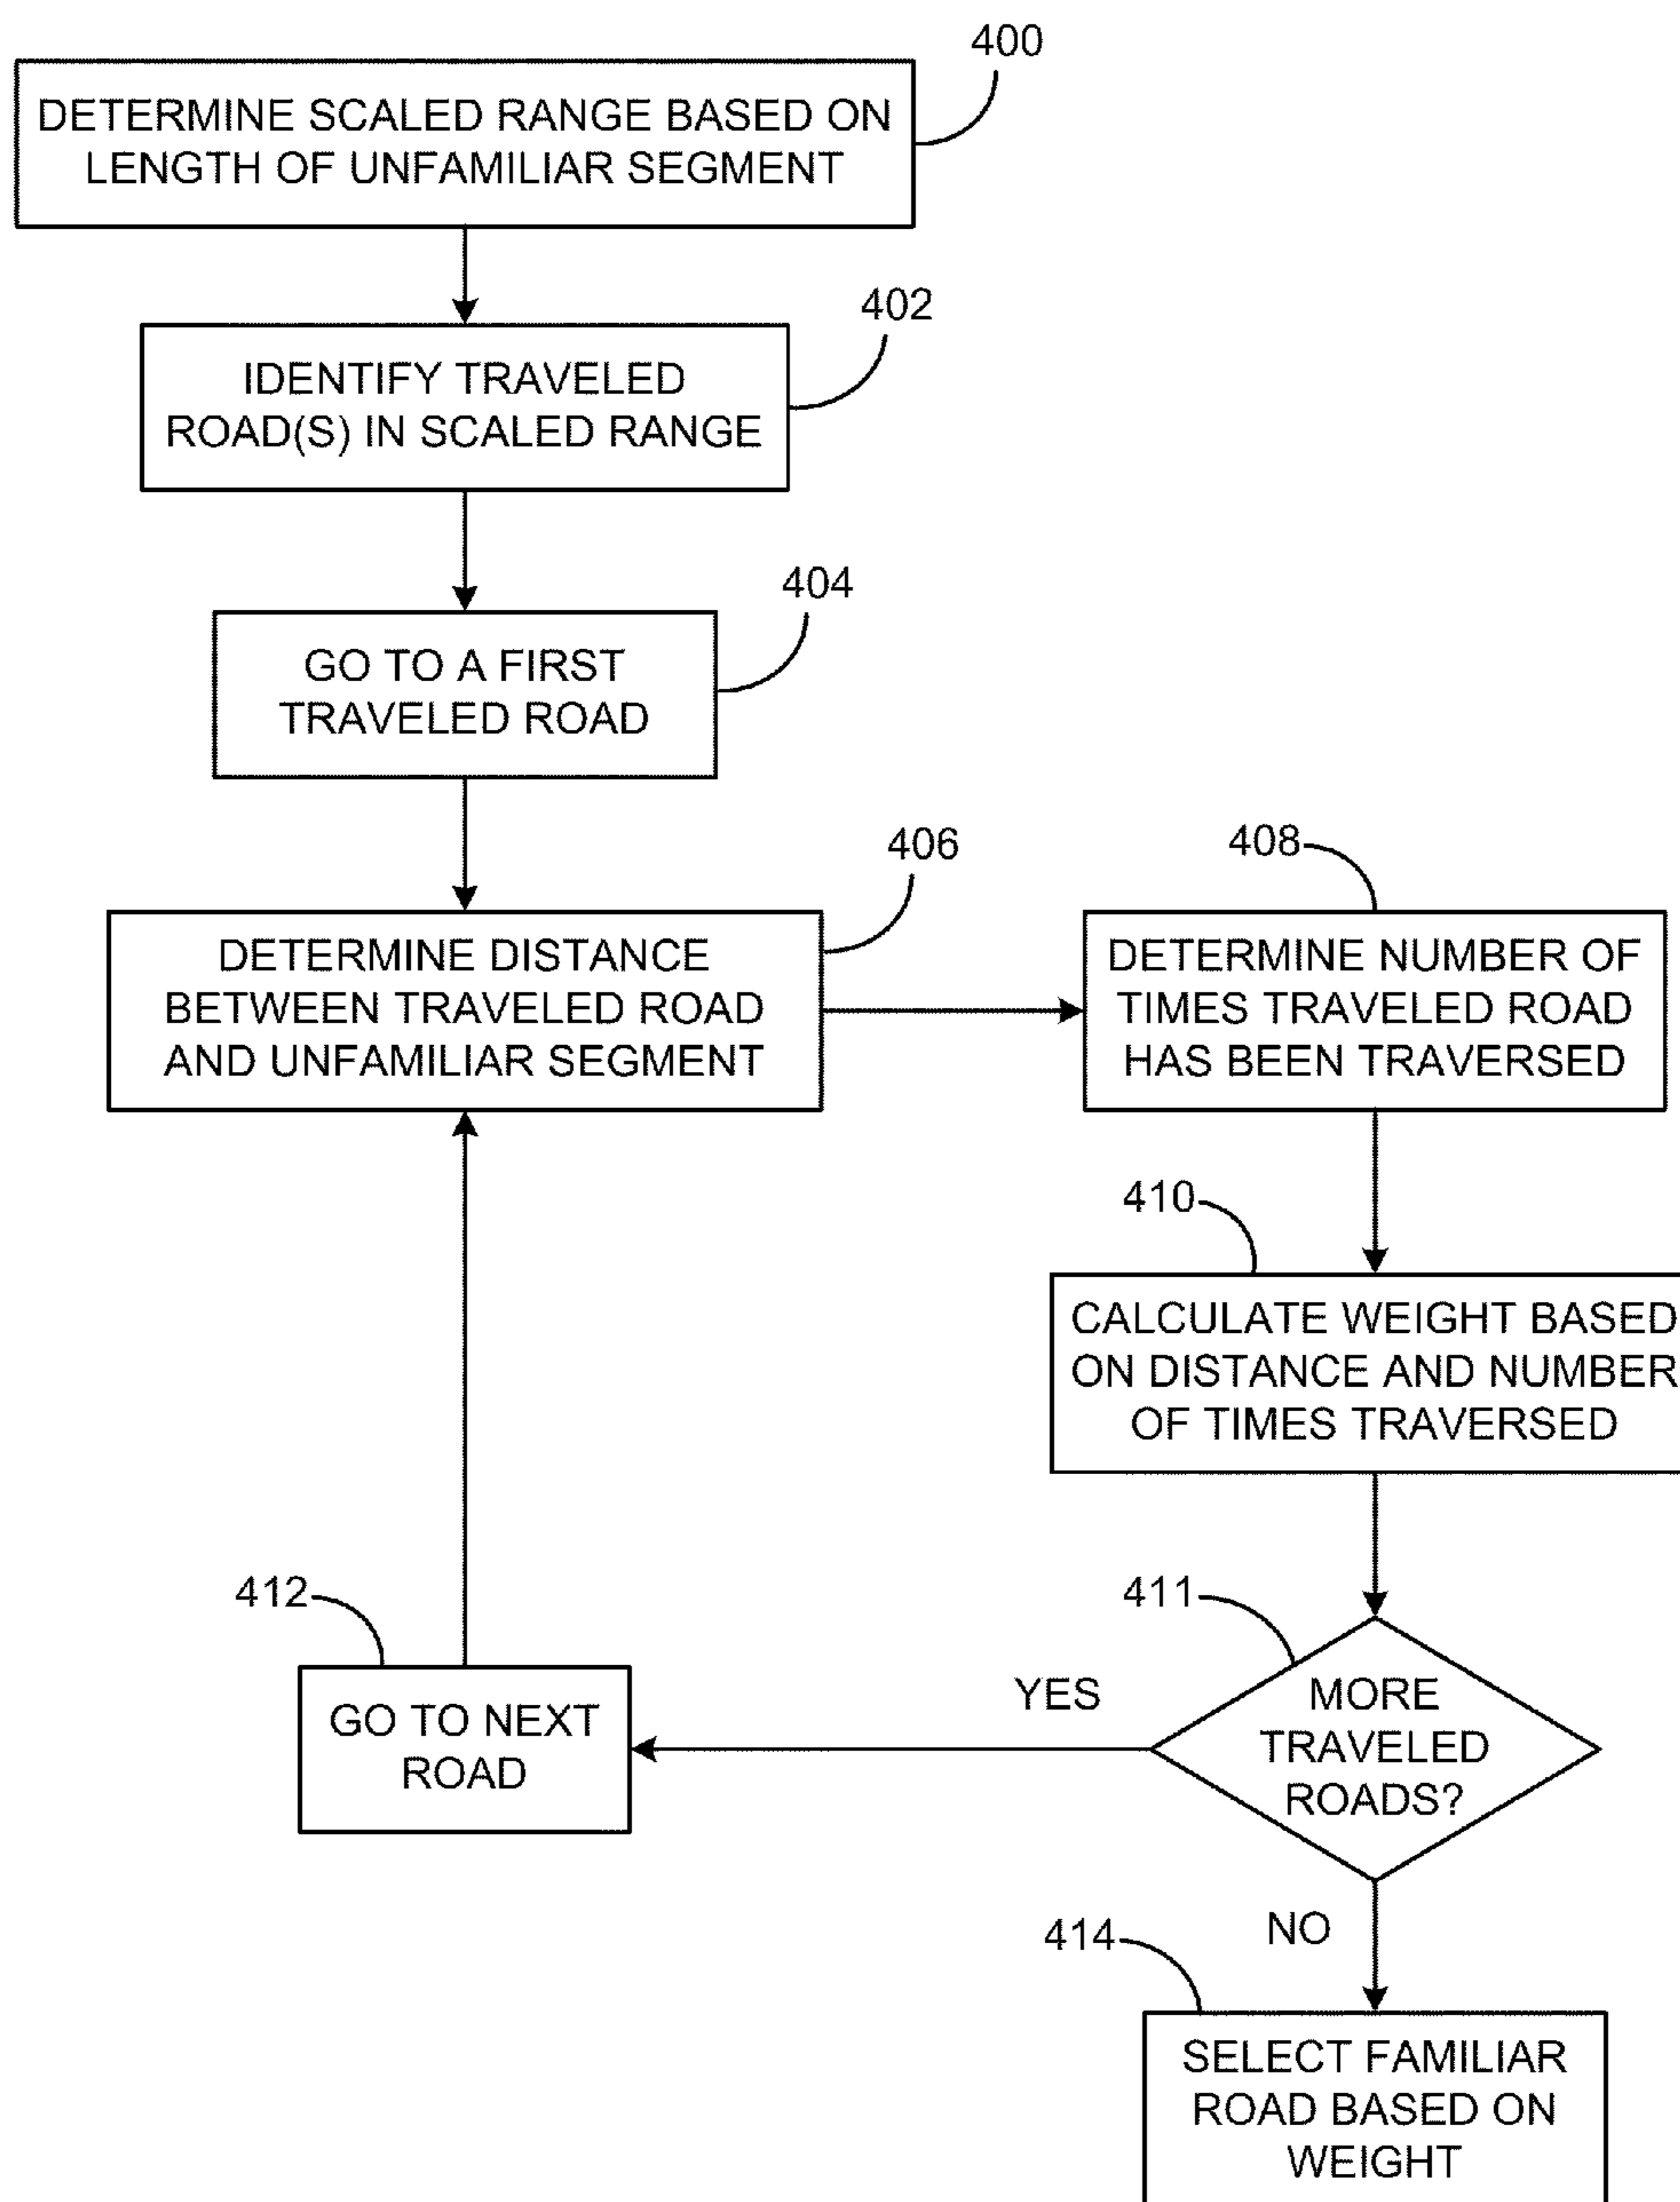 400
DETERMINE SCALED RANGE BASED ON
LENGTH OF UNFAMILIAR SEGMENT
402
IDENTIFY TRAVELED
ROAD(S) IN SCALED RANGE
404
GO TO A FIRST
TRAVELED ROAD
406
DETERMINE DISTANCE
BETWEEN TRAVELED ROAD
AND UNFAMILIAR SEGMENT
408
DETERMINE NUMBER OF
TIMES TRAVELED ROAD
HAS BEEN TRAVERSED
410
CALCULATE WEIGHT BASED
ON DISTANCE AND NUMBER
OF TIMES TRAVERSED
411
MORE
TRAVELED
ROADS?
YES
412
GO TO NEXT
ROAD
NO
414
SELECT FAMILIAR
ROAD BASED ON
WEIGHT